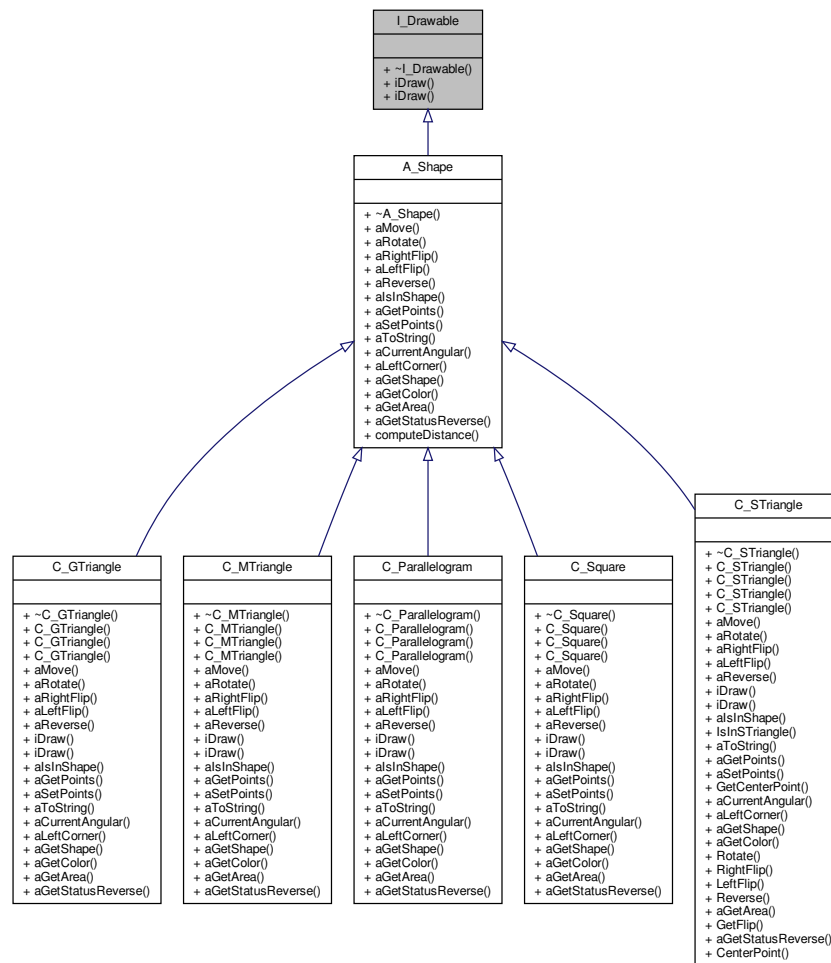 I_Drawable
+ ~I_Drawable()
+ iDraw()
+ iDraw()
A_Shape
+ ~A_Shape()
+ aMove()
+ aRotate()
+ aRightFlip()
+ aLeftFlip()
+ aReverse()
+ aIsInShape()
+ aGetPoints()
+ aSetPoints()
+ aToString()
+ aCurrentAngular()
+ aLeftCorner()
+ aGetShape()
+ aGetColor()
+ aGetArea()
+ aGetStatusReverse()
+ computeDistance()
C_GTriangle
+ ~C_GTriangle()
+ C_GTriangle()
+ C_GTriangle()
+ C_GTriangle()
+ aMove()
+ aRotate()
+ aRightFlip()
+ aLeftFlip()
+ aReverse()
+ iDraw()
+ iDraw()
+ aIsInShape()
+ aGetPoints()
+ aSetPoints()
+ aToString()
+ aCurrentAngular()
+ aLeftCorner()
+ aGetShape()
+ aGetColor()
+ aGetArea()
+ aGetStatusReverse()
C_MTriangle
+ ~C_MTriangle()
+ C_MTriangle()
+ C_MTriangle()
+ C_MTriangle()
+ aMove()
+ aRotate()
+ aRightFlip()
+ aLeftFlip()
+ aReverse()
+ iDraw()
+ iDraw()
+ aIsInShape()
+ aGetPoints()
+ aSetPoints()
+ aToString()
+ aCurrentAngular()
+ aLeftCorner()
+ aGetShape()
+ aGetColor()
+ aGetArea()
+ aGetStatusReverse()
C_Parallelogram
+ ~C_Parallelogram()
+ C_Parallelogram()
+ C_Parallelogram()
+ C_Parallelogram()
+ aMove()
+ aRotate()
+ aRightFlip()
+ aLeftFlip()
+ aReverse()
+ iDraw()
+ iDraw()
+ aIsInShape()
+ aGetPoints()
+ aSetPoints()
+ aToString()
+ aCurrentAngular()
+ aLeftCorner()
+ aGetShape()
+ aGetColor()
+ aGetArea()
+ aGetStatusReverse()
C_Square
+ ~C_Square()
+ C_Square()
+ C_Square()
+ C_Square()
+ aMove()
+ aRotate()
+ aRightFlip()
+ aLeftFlip()
+ aReverse()
+ iDraw()
+ iDraw()
+ aIsInShape()
+ aGetPoints()
+ aSetPoints()
+ aToString()
+ aCurrentAngular()
+ aLeftCorner()
+ aGetShape()
+ aGetColor()
+ aGetArea()
+ aGetStatusReverse()
C_STriangle
+ ~C_STriangle()
+ C_STriangle()
+ C_STriangle()
+ C_STriangle()
+ C_STriangle()
+ aMove()
+ aRotate()
+ aRightFlip()
+ aLeftFlip()
+ aReverse()
+ iDraw()
+ iDraw()
+ aIsInShape()
+ IsInSTriangle()
+ aToString()
+ aGetPoints()
+ aSetPoints()
+ GetCenterPoint()
+ aCurrentAngular()
+ aLeftCorner()
+ aGetShape()
+ aGetColor()
+ Rotate()
+ RightFlip()
+ LeftFlip()
+ Reverse()
+ aGetArea()
+ GetFlip()
+ aGetStatusReverse()
+ CenterPoint()